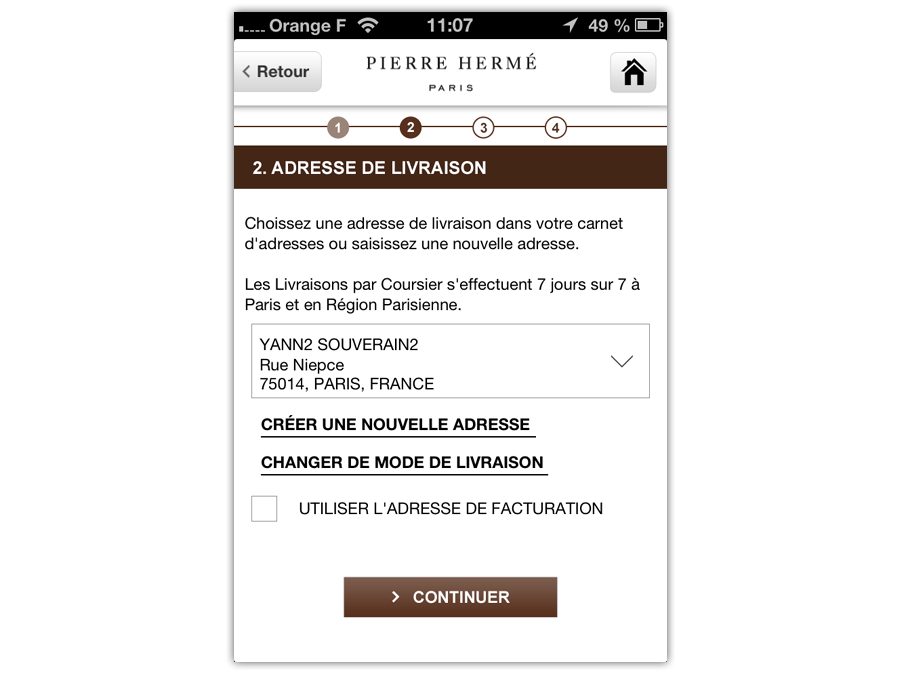 Orange F 11:07 49 %
Retour
PIERRE HERMÉ
PARIS
1 2 3 4
2. ADRESSE DE LIVRAISON
Choissez une adresse de livraison dans votre carnet
d'adresses ou saisissez une nouvelle adresse.
Les Livraisons par Coursier s'effectuent 7 jours sur 7 à
Paris et en Région Parisienne.
YANN2 SOUVERAIN2
Rue Niepce
75014, PARIS, FRANCE
CRÉER UNE NOUVELLE ADRESSE
CHANGER DE MODE DE LIVRAISON
UTILISER L'ADRESSE DE FACTURATION
CONTINUER